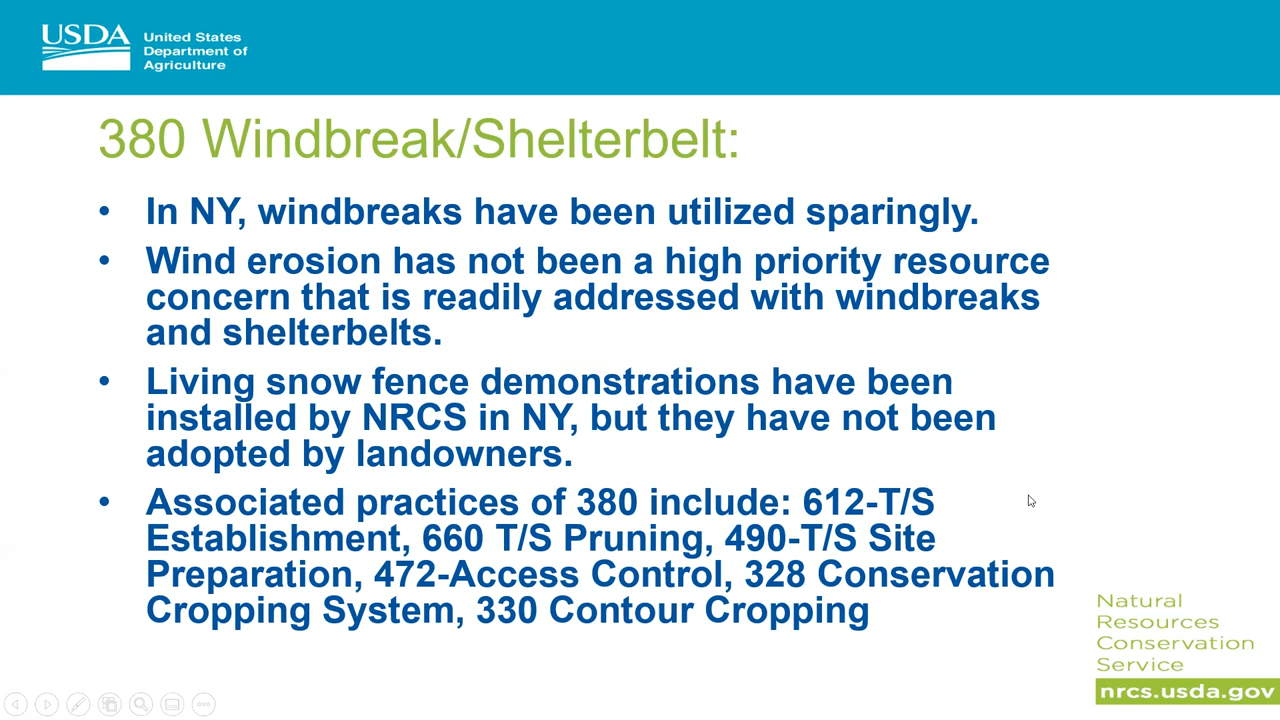 USDA
United States
Department of
Agriculture
380 Windbreak/Shelterbelt:
• In NY, windbreaks have been utilized sparingly.
• Wind erosion has not been a high priority resource
concern that is readily addressed with windbreaks
and shelterbelts.
• Living snow fence demonstrations have been
installed by NRCS in NY, but they have not been
adopted by landowners.
• Associated practices of 380 include: 612-T/S
Establishment, 660 T/S Pruning, 490-T/S Site
Preparation, 472-Access Control, 328 Conservation
Cropping System, 330 Contour Cropping
Natural
Resources
Conservation
Service
nrcs.usda.gov